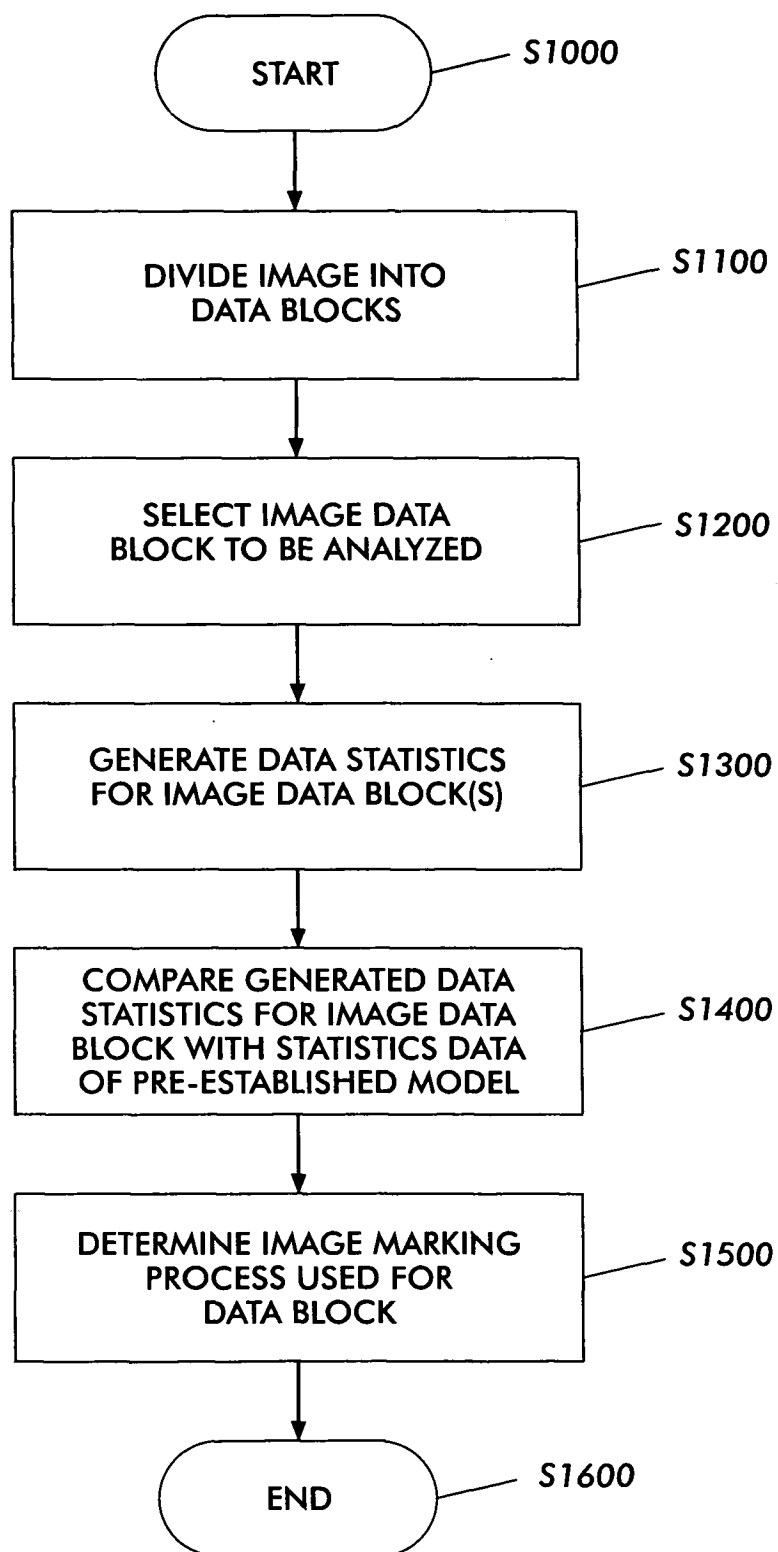 START
S1000
DIVIDE IMAGE INTO
DATA BLOCKS
S1100
SELECT IMAGE DATA
BLOCK TO BE ANALYZED
S1200
GENERATE DATA STATISTICS
FOR IMAGE DATA BLOCK(S)
S1300
COMPARE GENERATED DATA
STATISTICS FOR IMAGE DATA
BLOCK WITH STATISTICS DATA
OF PRE-ESTABLISHED MODEL
S1400
DETERMINE IMAGE MARKING
PROCESS USED FOR
DATA BLOCK
S1500
END
S1600